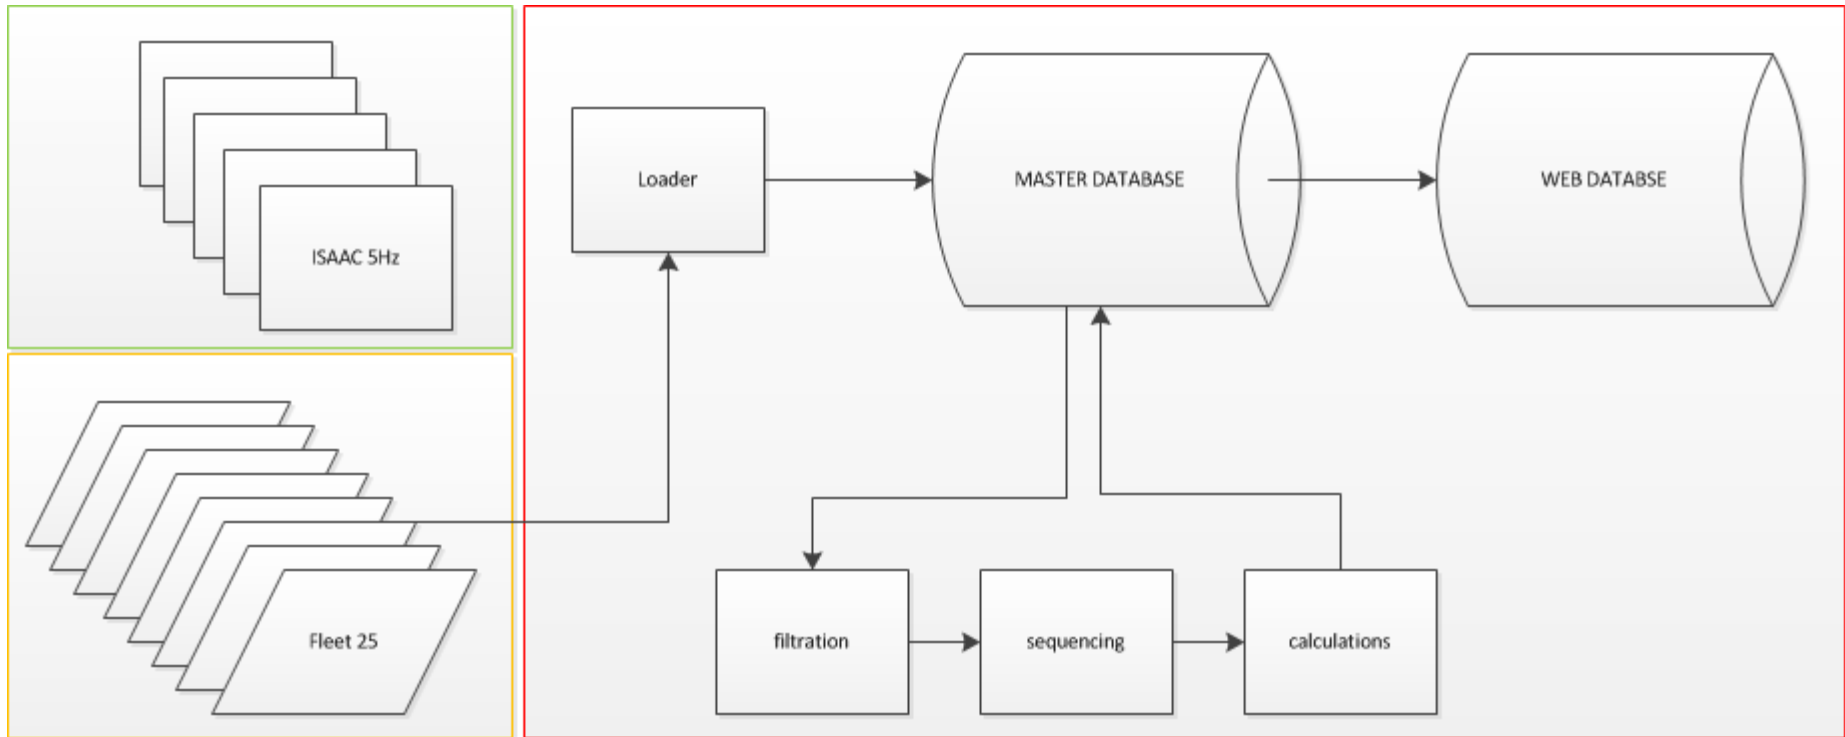 ISAAC 5Hz
Loader
MASTER DATABASE
WEB DATABSE
Fleet 25
filtration
sequencing
calculations